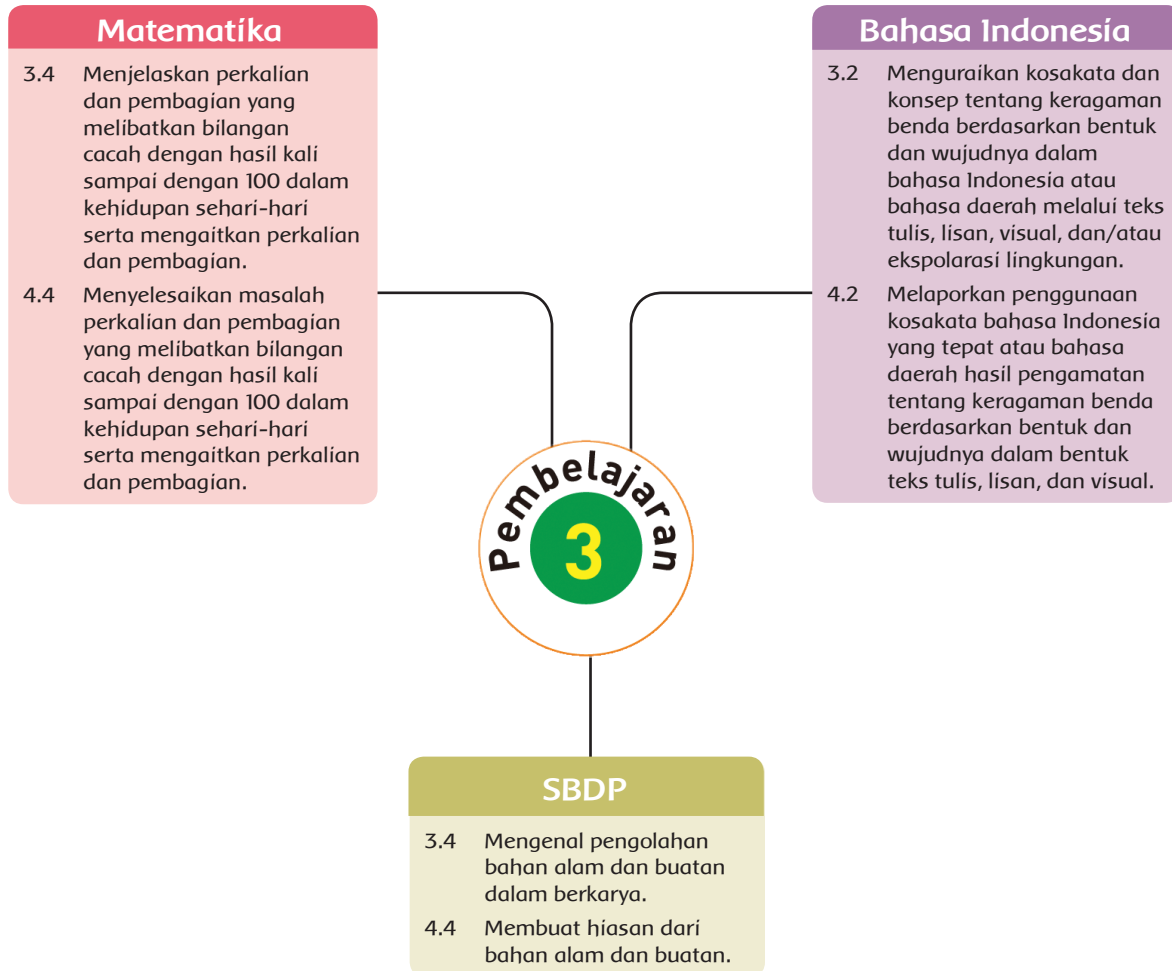 Matematika
3.4 Menjelaskan perkalian
dan pembagian yang
melibatkan bilangan
cacah dengan hasil kali
sampai dengan 100 dalam
kehidupan sehari-hari
serta mengaitkan perkalian
dan pembagian.
4.4 Menyelesaikan masalah
perkalian dan pembagian
yang melibatkan bilangan
cacah dengan hasil kali
sampai dengan 100 dalam
kehidupan sehari-hari
serta mengaitkan perkalian
dan pembagian.
Bahasa Indonesia
3.2 Menguraikan kosakata dan
konsep tentang keragaman
benda berdasarkan bentuk
dan wujudnya dalam
bahasa Indonesia atau
bahasa daerah melalui teks
tulis, lisan, visual, dan/atau
ekspolarasi lingkungan.
4.2 Melaporkan penggunaan
kosakata bahasa Indonesia
yang tepat atau bahasa
daerah hasil pengamatan
tentang keragaman benda
berdasarkan bentuk dan
wujudnya dalam bentuk
teks tulis, lisan, dan visual.
Pembelajaran
3
SBDP
3.4 Mengenal pengolahan
bahan alam dan buatan
dalam berkarya.
4.4 Membuat hiasan dari
bahan alam dan buatan.